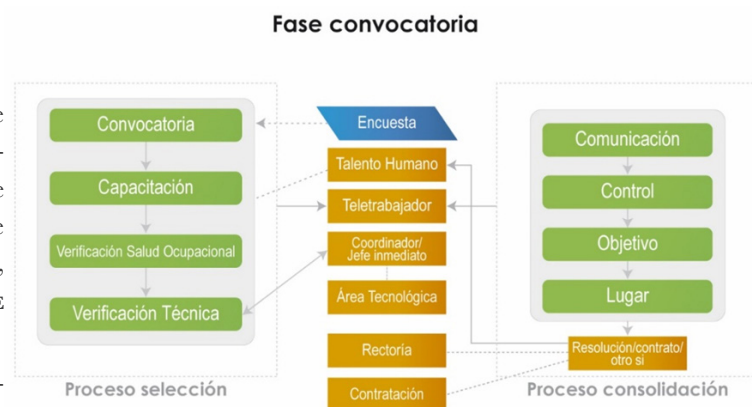 Fase convocatoria
Convocatoria
Capacitación
Verificación Salud Ocupacional
Verificación Técnica
Proceso selección
Encuesta
Talento Humano
Teletrabajador
Coordinador/
Jefe inmediato
Área Tecnológica
Rectoría
Contratación
Comunicación
Control
Objetivo
Lugar
Resolución/contrato/
otro si
Proceso consolidación